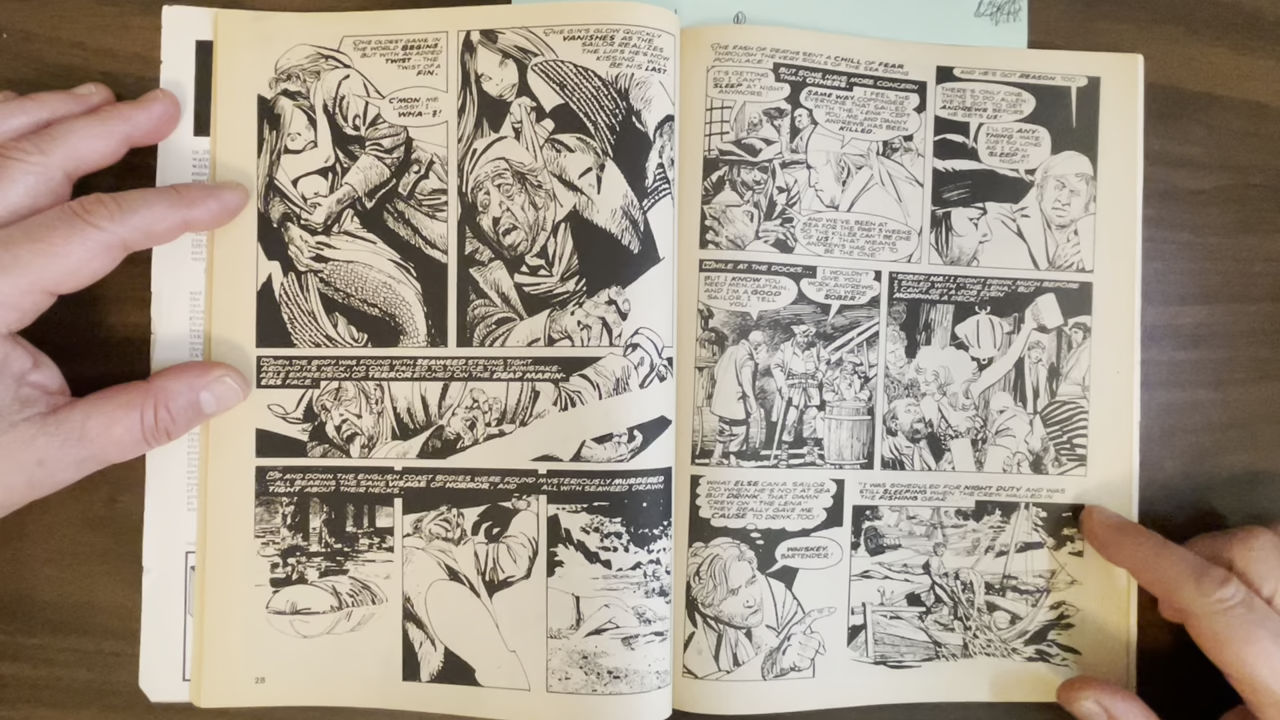 THE OLDEST GAME IN
THE WORLD BEGINS,
BUT WITH AN ADDED
TWIST -- THE
TWIST OF A
FIN.
C'MON, ME
LASSY! I...
WHA--?!
THE GIN'S GLOW QUICKLY
VANISHES AS THE
SAILOR REALIZES
THE LIPS HE'S NOW
KISSING... WILL
BE HIS LAST
WHEN THE BODY WAS FOUND WITH SEAWEED STRUNG TIGHT
AROUND ITS NECK, NO ONE FAILED TO NOTICE THE UNMISTAKE-
ABLE EXPRESSION OF TERROR ETCHED ON THE DEAD MARIN-
ERS FACE.
UP AND DOWN THE ENGLISH COAST BODIES WERE FOUND MYSTERIOUSLY MURDERED
ALL BEARING THE SAME VISAGE OF HORROR, AND ALL WITH SEAWEED DRAWN
TIGHT ABOUT THEIR NECKS.
28
THE RASH OF DEATHS SENT A CHILL OF FEAR
THROUGH THE VERY SOULS OF THE SEA GOING
POPULACE!
IT'S GETTING
SO I CAN'T
SLEEP AT NIGHT
ANYMORE!
BUT SOME HAVE MORE CONCERN
THAN OTHERS.
I FEEL THE
SAME WAY, COPPINGER
EVERYONE THAT SAILED
WITH THE "LENA" 'CEPT
YOU, ME AND DANNY
ANDREWS, HAS BEEN
KILLED.
AND WE'VE BEEN AT
SEA FOR THE PAST 3 WEEKS
SO THE KILLER CAN'T BE ONE
OF US! THAT MEANS
ANDREWS HAS GOT TO
BE THE ONE!
AND HE'S GOT REASON, TOO!
THERE'S ONLY ONE
THING TO DO, ALLEN!
WE'VE GOT TO GET
ANDREWS BEFORE
HE GETS US!
I'LL DO ANY-
THING, MATE!
JUST SO LONG
AS I CAN
SLEEP AT
NIGHT!
WHILE AT THE DOCKS...
BUT I KNOW YOU
NEED MEN, CAPTAIN,
AND I'M A GOOD
SAILOR, I TELL
YOU.
I WOULDN'T
GIVE YOU
WORK, ANDREWS,
IF YOU WERE
SOBER!
"SOBER! HA! I DIDN'T DRINK MUCH BEFORE
I SAILED WITH "THE LENA," BUT
I CAN'T GET A JOB EVEN
MOPPING A DECK!"
WHAT ELSE CAN A SAILOR
DO WHEN HE'S NOT AT SEA
BUT DRINK. THAT DAMN
CREW ON "THE LENA"
THEY REALLY GAVE ME
CAUSE TO DRINK, TOO!
WHISKEY,
BARTENDER!
"I WAS SCHEDULED FOR NIGHT DUTY AND WAS
STILL SLEEPING WHEN THE CREW HAULED IN
THE FISHING GEAR